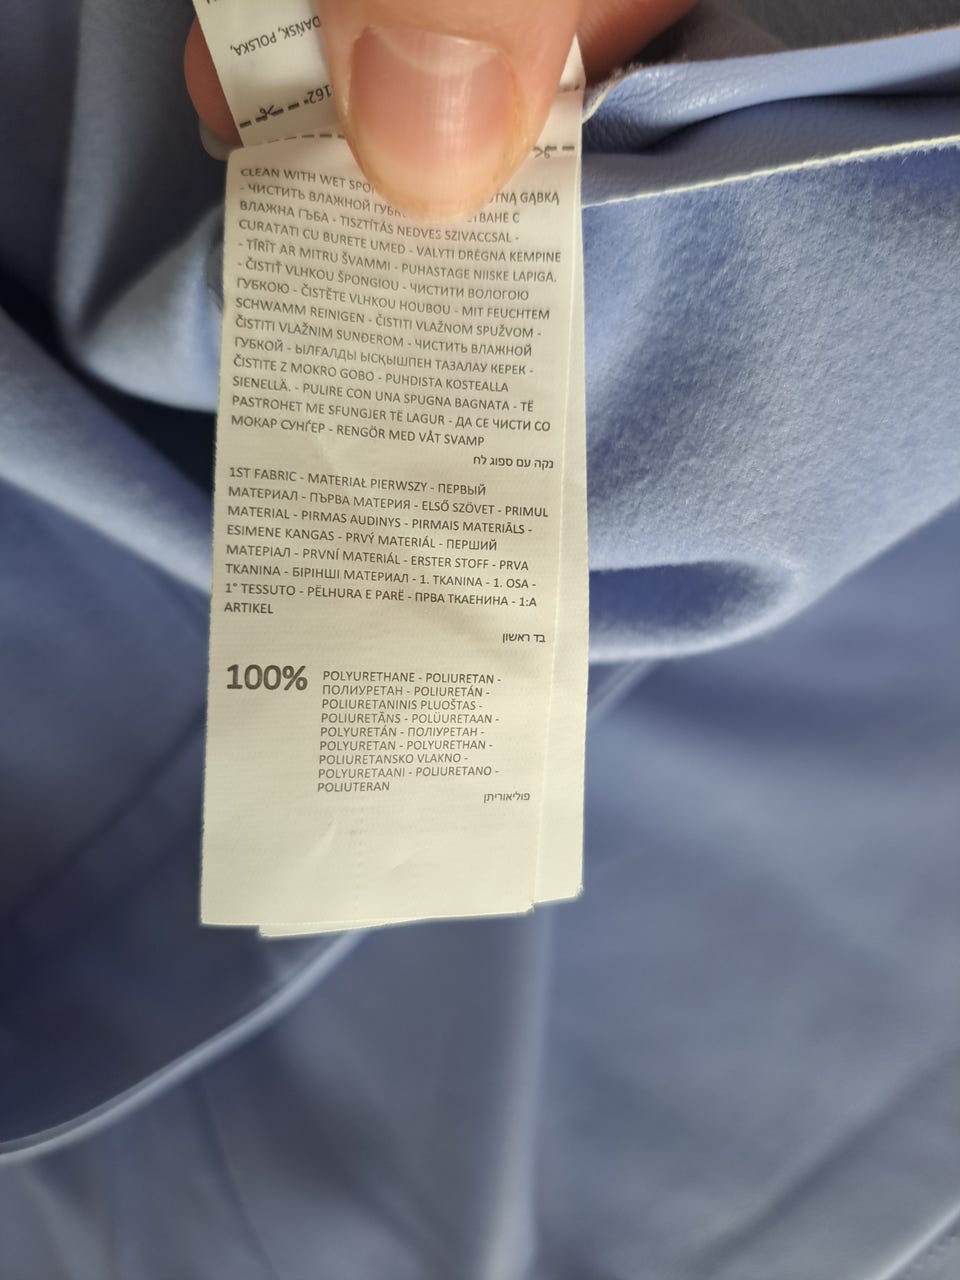 GDAŃSK, POLSKA,
162"
CLEAN WITH WET GĄBKĄ
- ЧИСТИТЬ ВЛАЖНОЙ С
ВЛАЖНА ГЪБА - TISZTÍTÁS NEDVES SZIVACCSAL -
CURATATI CU BURETE UMED - VALYTI DRĖGNA KEMPINE
- TĪRĪT AR MITRU ŠVAMMI - PUHASTAGE NIISKE LAPIGA.
- ČISTIŤ VLHKOU ŠPONGIOU - ЧИСТИТИ ВОЛОГОЮ
ГУБКОЮ - ČISTĚTE VLHKOU HOUBOU - MIT FEUCHTEM
SCHWAMM REINIGEN - ČISTITI VLAŽNOM SPUŽVOM -
ČISTITI VLAŽNIM SUNĐEROM - ЧИСТИТЬ ВЛАЖНОЙ
ГУБКОЙ - ЫЛҒАЛДЫ ЫСҚЫШПЕН ТАЗАЛАУ КЕРЕК -
ČISTITE Z MOKRO GOBO - PUHDISTA KOSTEALLA
SIENELLÄ. - PULIRE CON UNA SPUGNA BAGNATA - TË
PASTROHET ME SFUNGJER TË LAGUR - ДА СЕ ЧИСТИ СО
МОКАР СУНЃЕР - RENGÖR MED VÅT SVAMP
נקה עם ספוג לח
1ST FABRIC - MATERIAŁ PIERWSZY - ПЕРВЫЙ
МАТЕРИАЛ - ПЪРВА МАТЕРИЯ - ELSŐ SZÖVET - PRIMUL
MATERIAL - PIRMAS AUDINYS - PIRMAIS MATERIĀLS -
ESIMENE KANGAS - PRVÝ MATERIÁL - ПЕРШИЙ
МАТЕРІАЛ - PRVNÍ MATERIÁL - ERSTER STOFF - PRVA
TKANINA - БІРІНШІ МАТЕРИАЛ - 1. TKANINA - 1. OSA -
1° TESSUTO - PËLHURA E PARË - ПРВА ТКАЕНИНА - 1:A
ARTIKEL
בד ראשון
100% POLYURETHANE - POLIURETAN -
ПОЛИУРЕТАН - POLIURETÁN -
POLIURETANINIS PLUOŠTAS -
POLIURETĀNS - POLÜURETAAN -
POLYURETÁN - ПОЛІУРЕТАН -
POLYURETAN - POLYURETHAN -
POLIURETANSKO VLAKNO -
POLYURETAANI - POLIURETANO -
POLIUTERAN
פוליאוריתן